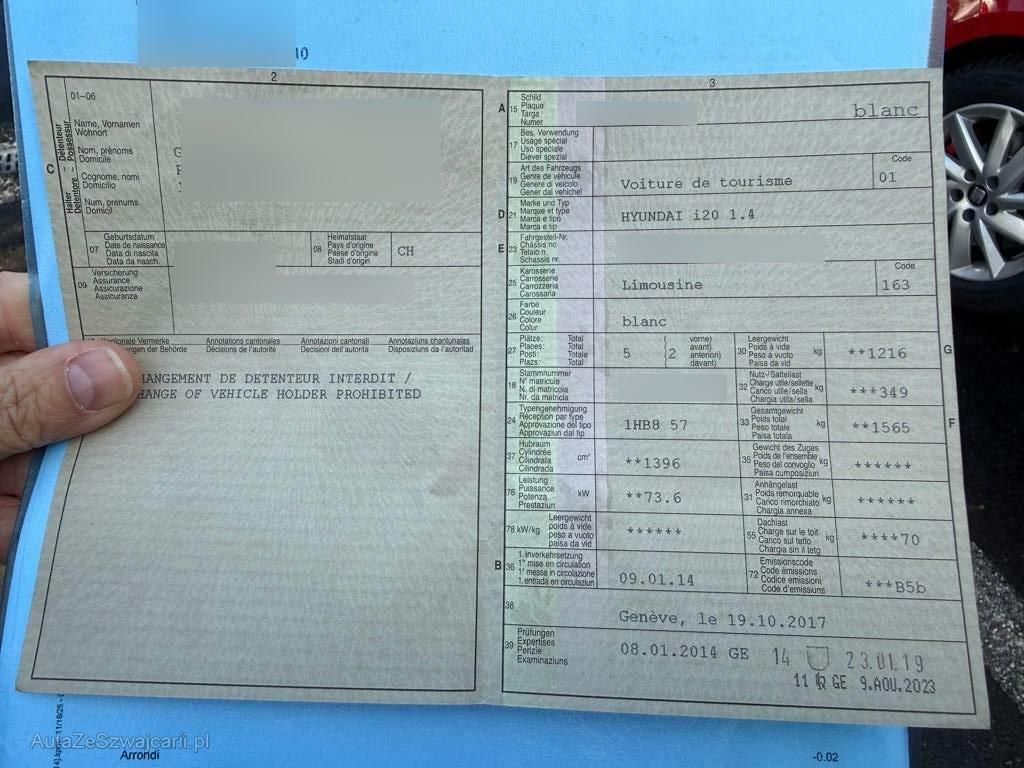 10
2
01–06
Détenteur
Possessur
Halter
Detentore
C
Name, Vornamen
Wohnort
Nom, prénoms
Domicile
Cognome, nomi
Domicilio
Num, prenums
Domicil
G
07
Geburtsdatum
Date de naissance
Data di nascita
Data da nasch.
08
Heimatstaat
Pays d'origine
Paese d'origine
Stadi d'origin
CH
09
Versicherung
Assurance
Assicurazione
Assicuranza
Kantonale Vermerke
Annotations cantonales
Annotazioni cantonali
Annotaziuns chantunalas
der Behörde
Décisions de l'autorité
Decisioni dell'autorità
Disposiziuns da l'autoritad
HANGEMENT DE DETENTEUR INTERDIT /
HANGE OF VEHICLE HOLDER PROHIBITED
3
A 15
Schild
Plaque
Targa
Numer
blanc
17
Bes. Verwendung
Usage spécial
Uso speciale
Diever spezial
19
Art des Fahrzeugs
Genre de véhicule
Genere di veicolo
Gener dal vehichel
Voiture de tourisme
Code
01
D 21
Marke und Typ
Marque et type
Marca e tipo
Marca e tip
HYUNDAI i20 1.4
E 23
Fahrgestell-Nr.
Châssis no
Telaio n.
Schassis nr.
25
Karosserie
Carrosserie
Carrozzeria
Carossaria
Limousine
Code
163
26
Farbe
Couleur
Colore
Colur
blanc
27
Plätze: Total
Places: Total
Posti: Totale
Plazs: Total
5
(2
vorne)
avant)
anteriori)
davant)
30
Leergewicht
Poids à vide
Peso a vuoto
Paisa da vid
kg
**1216
G
18
Stammnummer
N° matricule
N. di matricola
Nr. da matricla
32
Nutz-/Sattellast
Charge utile/sellette
Carico utile/sella
Chargia utila/sella
kg
***349
24
Typengenehmigung
Réception par type
Approvazione del tipo
Approvaziun dal tip
1HB8 57
33
Gesamtgewicht
Poids total
Peso totale
Paisa totala
kg
**1565
F
37
Hubraum
Cylindrée
Cilindrata
Cilindrada
cm³
**1396
35
Gewicht des Zuges
Poids de l'ensemble
Peso del convoglio
Paisa cumposiziun
kg
******
76
Leistung
Puissance
Potenza
Prestaziun
kW
**73.6
31
Anhängelast
Poids remorquable
Carico rimorchiato
Chargia annexa
kg
******
78 kW/kg
Leergewicht
poids à vide
peso a vuoto
paisa da vid
******
55
Dachlast
Charge sur le toit
Carico sul tetto
Chargia sin il tetg
kg
****70
B 36
1. Inverkehrsetzung
1re mise en circulation
1a messa in circolazione
1. entrada en circulaziun
09.01.14
72
Emissionscode
Code émissions
Codice emissioni
Code d'emissiuns
***B5b
38
Genève, le 19.10.2017
39
Prüfungen
Expertises
Perizie
Examinaziuns
08.01.2014 GE
14
23.01.19
11
GE 9.AOU.2023
AutaZeSzwajcarii.pl
Arrondi
-0.02